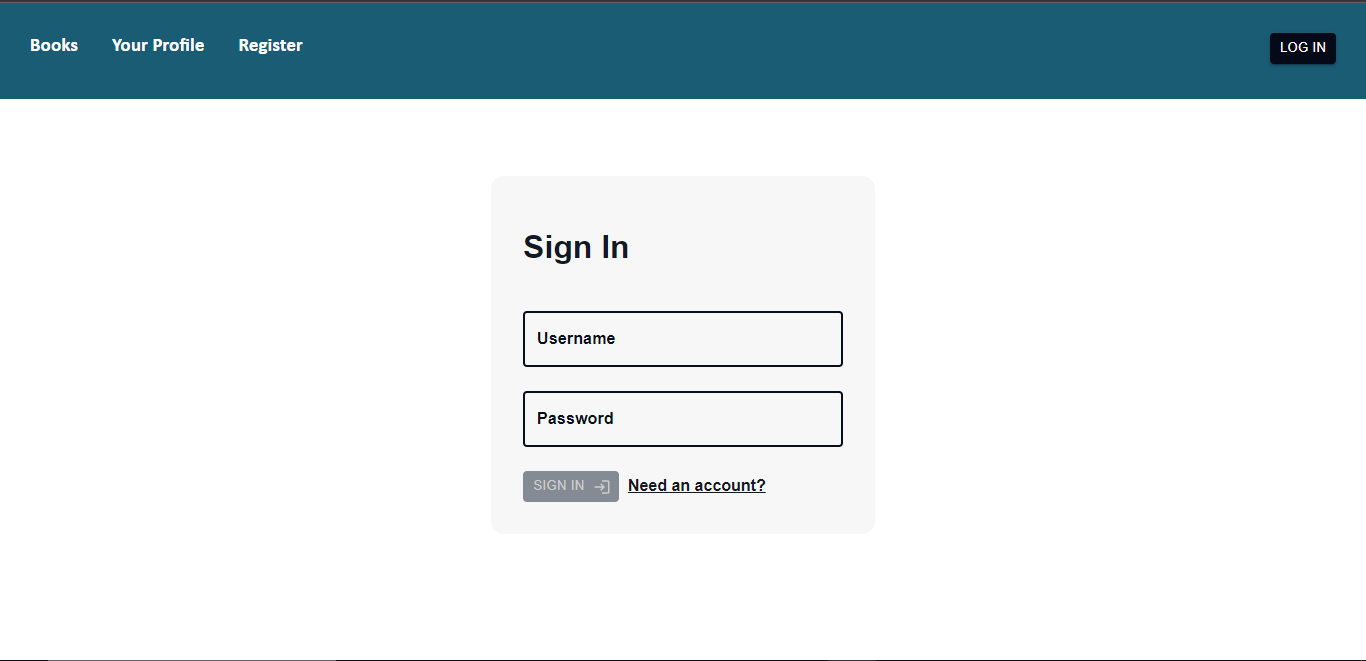 Books Your Profile Register LOG IN
Sign In
Username
Password
SIGN IN Need an account?